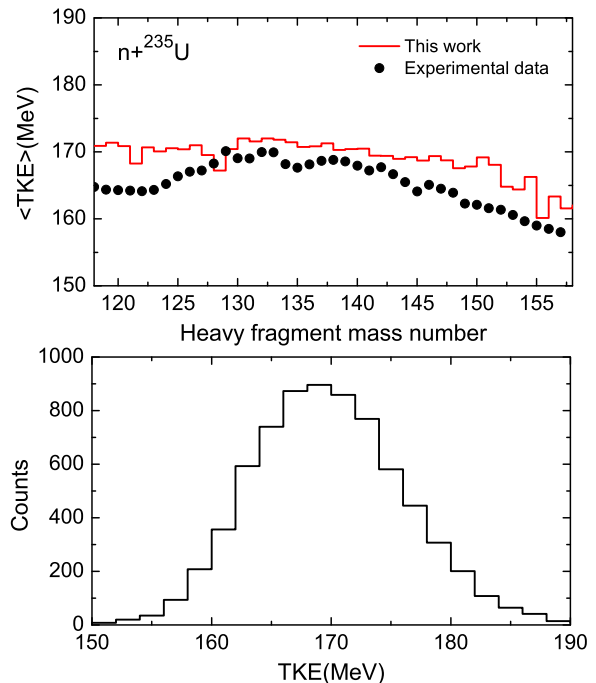 190
n+²³⁵U
This work
Experimental data
180
170
160
150
<TKE>(MeV)
120 125 130 135 140 145 150 155
Heavy fragment mass number
1000
800
600
400
200
0
Counts
150 160 170 180 190
TKE(MeV)